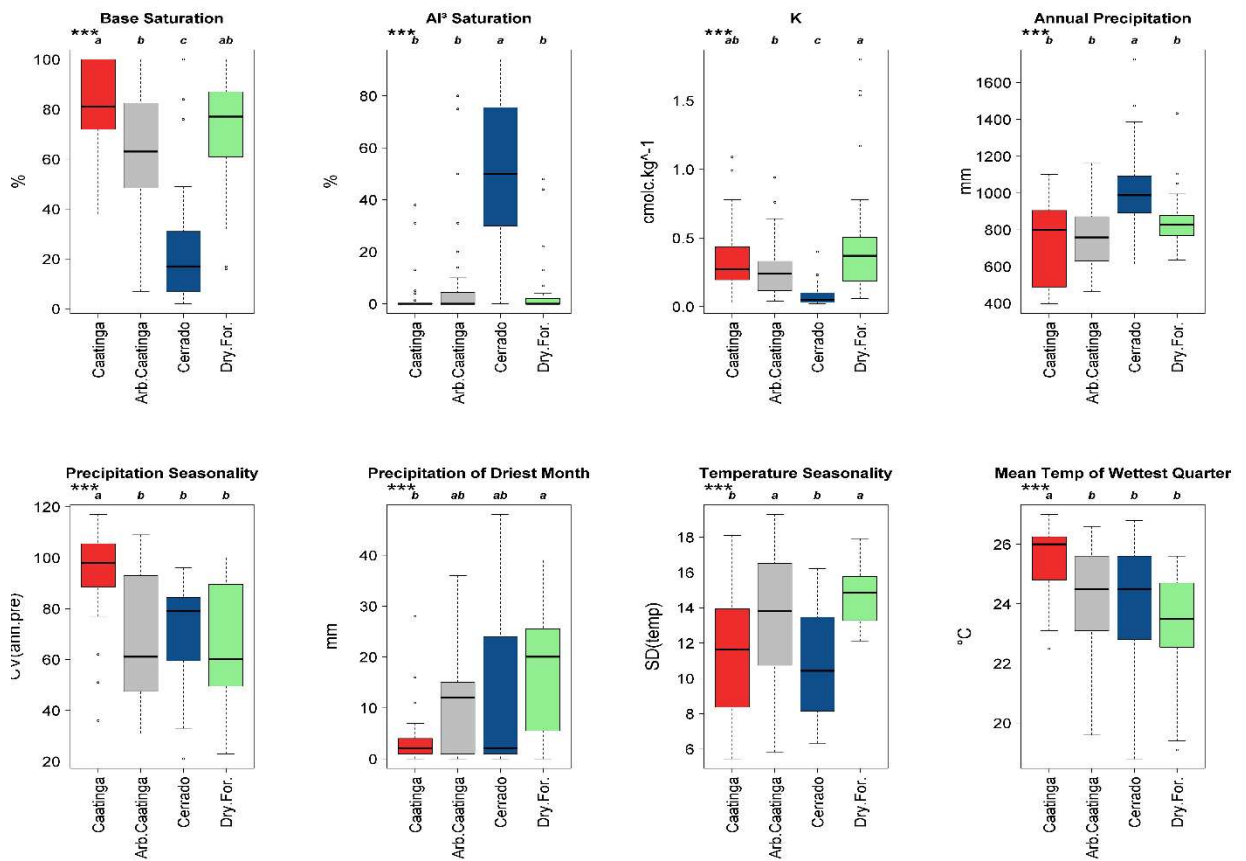 Base Saturation
*** a b c ab
100
80
60
40
20
0
%
Caatinga
Arb.Caatinga
Cerrado
Dry.For.
Al³ Saturation
*** b b a b
80
60
40
20
0
%
Caatinga
Arb.Caatinga
Cerrado
Dry.For.
K
*** ab b c a
1.5
1.0
0.5
0.0
cmolc.kg^-1
Caatinga
Arb.Caatinga
Cerrado
Dry.For.
Annual Precipitation
*** b b a b
1600
1400
1200
1000
800
600
400
mm
Caatinga
Arb.Caatinga
Cerrado
Dry.For.
Precipitation Seasonality
*** a b b b
120
100
80
60
40
20
CV(ann.pre)
Caatinga
Arb.Caatinga
Cerrado
Dry.For.
Precipitation of Driest Month
*** b ab ab a
40
30
20
10
0
mm
Caatinga
Arb.Caatinga
Cerrado
Dry.For.
Temperature Seasonality
*** b a b a
18
16
14
12
10
8
6
SD(temp)
Caatinga
Arb.Caatinga
Cerrado
Dry.For.
Mean Temp of Wettest Quarter
*** a b b b
26
24
22
20
°C
Caatinga
Arb.Caatinga
Cerrado
Dry.For.